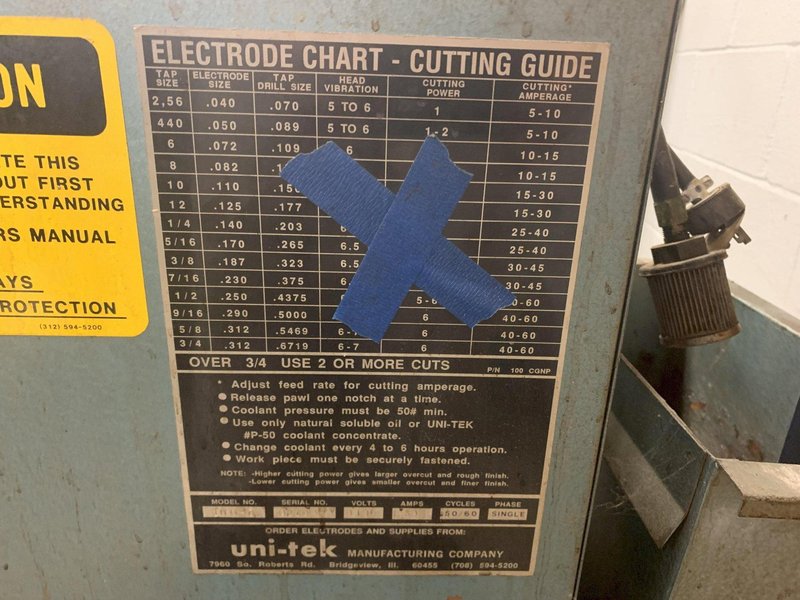 ON
TE THIS
OUT FIRST
ERSTANDING
RS MANUAL
AYS
PROTECTION
(312) 594-5200
ELECTRODE CHART - CUTTING GUIDE
TAP SIZE ELECTRODE SIZE TAP DRILL SIZE HEAD VIBRATION CUTTING POWER CUTTING* AMPERAGE
2,56 .040 .070 5 TO 6 1 5-10
440 .050 .089 5 TO 6 1-2 5-10
6 .072 .109 6 10-15
8 .082 10-15
10 .110 15-30
12 .125 .177 15-30
1/4 .140 .203 25-40
5/16 .170 .265 6.5 25-40
3/8 .187 .323 6.5 30-45
7/16 .230 .375 30-45
1/2 .250 .4375 -60
9/16 .290 .5000 6 40-60
5/8 .312 .5469 6-7 6 40-60
3/4 .312 .6719 6-7 6 40-60
OVER 3/4 USE 2 OR MORE CUTS P/N 100 CGNP
* Adjust feed rate for cutting amperage.
● Release pawl one notch at a time.
● Coolant pressure must be 50# min.
● Use only natural soluble oil or UNI-TEK
#P-50 coolant concentrate.
● Change coolant every 4 to 6 hours operation.
● Work piece must be securely fastened.
NOTE: -Higher cutting power gives larger overcut and rough finish.
-Lower cutting power gives smaller overcut and finer finish.
MODEL NO. SERIAL NO. VOLTS AMPS CYCLES PHASE
50/60 SINGLE
ORDER ELECTRODES AND SUPPLIES FROM:
uni-tek MANUFACTURING COMPANY
7960 So. Roberts Rd. Bridgeview, Ill. 60455 (708) 594-5200